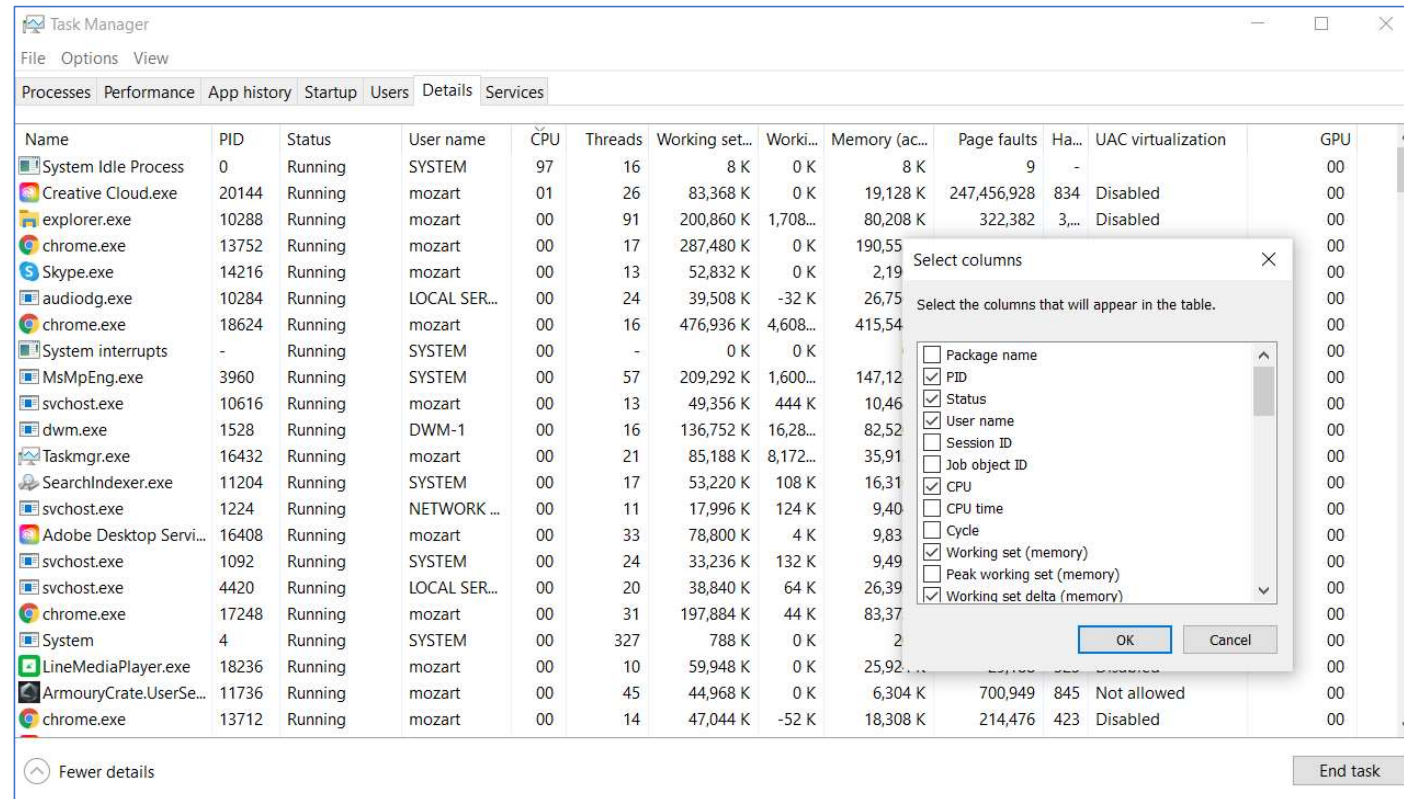 Task Manager
File Options View
Processes Performance App history Startup Users Details Services
Name PID Status User name CPU Threads Working set... Worki... Memory (ac... Page faults Ha... UAC virtualization GPU
System Idle Process 0 Running SYSTEM 97 16 8 K 0 K 8 K 9 - 00
Creative Cloud.exe 20144 Running mozart 01 26 83,368 K 0 K 19,128 K 247,456,928 834 Disabled 00
explorer.exe 10288 Running mozart 00 91 200,860 K 1,708... 80,208 K 322,382 3,... Disabled 00
chrome.exe 13752 Running mozart 00 17 287,480 K 0 K 190,55 00
Skype.exe 14216 Running mozart 00 13 52,832 K 0 K 2,19 00
audiodg.exe 10284 Running LOCAL SER... 00 24 39,508 K -32 K 26,75 00
chrome.exe 18624 Running mozart 00 16 476,936 K 4,608... 415,54 00
System interrupts - Running SYSTEM 00 - 0 K 0 K 00
MsMpEng.exe 3960 Running SYSTEM 00 57 209,292 K 1,600... 147,12 00
svchost.exe 10616 Running mozart 00 13 49,356 K 444 K 10,46 00
dwm.exe 1528 Running DWM-1 00 16 136,752 K 16,28... 82,52 00
Taskmgr.exe 16432 Running mozart 00 21 85,188 K 8,172... 35,91 00
SearchIndexer.exe 11204 Running SYSTEM 00 17 53,220 K 108 K 16,31 00
svchost.exe 1224 Running NETWORK ... 00 11 17,996 K 124 K 9,40 00
Adobe Desktop Servi... 16408 Running mozart 00 33 78,800 K 4 K 9,83 00
svchost.exe 1092 Running SYSTEM 00 24 33,236 K 132 K 9,49 00
svchost.exe 4420 Running LOCAL SER... 00 20 38,840 K 64 K 26,39 00
chrome.exe 17248 Running mozart 00 31 197,884 K 44 K 83,37 00
System 4 Running SYSTEM 00 327 788 K 0 K 2 00
LineMediaPlayer.exe 18236 Running mozart 00 10 59,948 K 0 K 00
ArmouryCrate.UserSe... 11736 Running mozart 00 45 44,968 K 0 K 6,304 K 700,949 845 Not allowed 00
chrome.exe 13712 Running mozart 00 14 47,044 K -52 K 18,308 K 214,476 423 Disabled 00
Select columns
Select the columns that will appear in the table.
Package name
PID
Status
User name
Session ID
Job object ID
CPU
CPU time
Cycle
Working set (memory)
Peak working set (memory)
Working set delta (memory)
OK Cancel
Fewer details End task